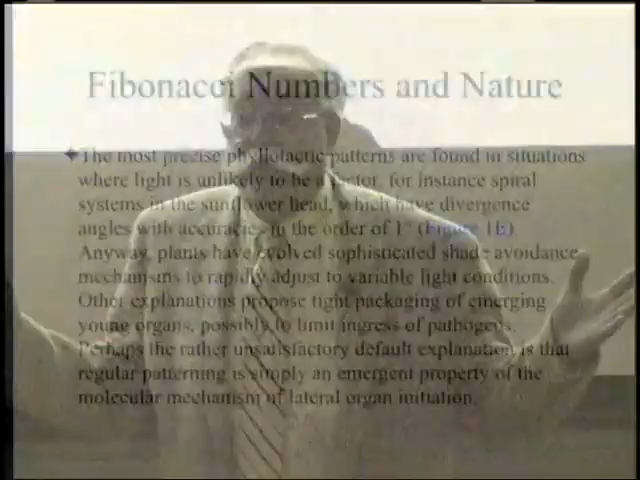 Fibonacci Numbers and Nature
The most precise phyllotactic patterns are found in situations
where light is unlikely to be a factor, for instance spiral
systems in the sunflower head, which have divergence
angles with accuracies in the order of 1° (Figure 1E).
Anyway, plants have evolved sophisticated shade avoidance
mechanisms to rapidly adjust to variable light conditions.
Other explanations propose tight packaging of emerging
young organs, possibly to limit ingress of pathogens.
Perhaps the rather unsatisfactory default explanation is that
regular patterning is simply an emergent property of the
molecular mechanism of lateral organ initiation.